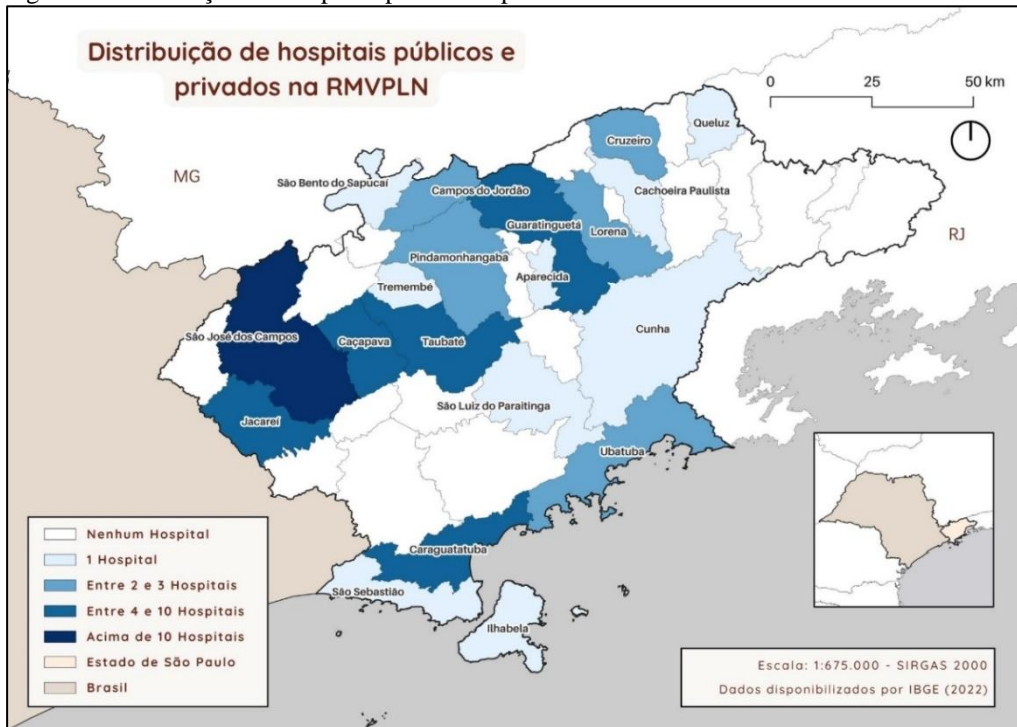 Distribuição de hospitais públicos e
privados na RMVPLN
0 25 50 km
MG
RJ
Queluz
Cruzeiro
São Bento do Sapucaí
Campos do Jordão
Cachoeira Paulista
Guaratinguetá
Lorena
Pindamonhangaba
Aparecida
Tremembé
Cunha
São José dos Campos
Caçapava
Taubaté
São Luiz do Paraitinga
Jacareí
Ubatuba
Caraguatatuba
São Sebastião
Ilhabela
Nenhum Hospital
1 Hospital
Entre 2 e 3 Hospitais
Entre 4 e 10 Hospitais
Acima de 10 Hospitais
Estado de São Paulo
Brasil
Escala: 1:675.000 - SIRGAS 2000
Dados disponibilizados por IBGE (2022)